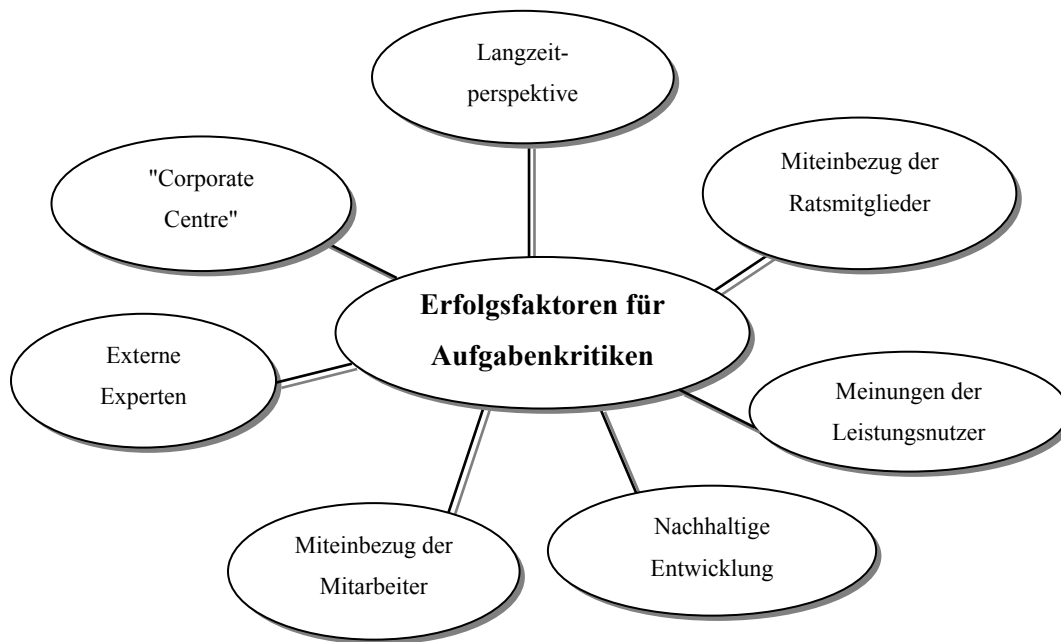 Langzeit-
perspektive
"Corporate
Centre"
Miteinbezug der
Ratsmitglieder
Erfolgsfaktoren für
Aufgabenkritiken
Externe
Experten
Meinungen der
Leistungsnutzer
Miteinbezug der
Mitarbeiter
Nachhaltige
Entwicklung